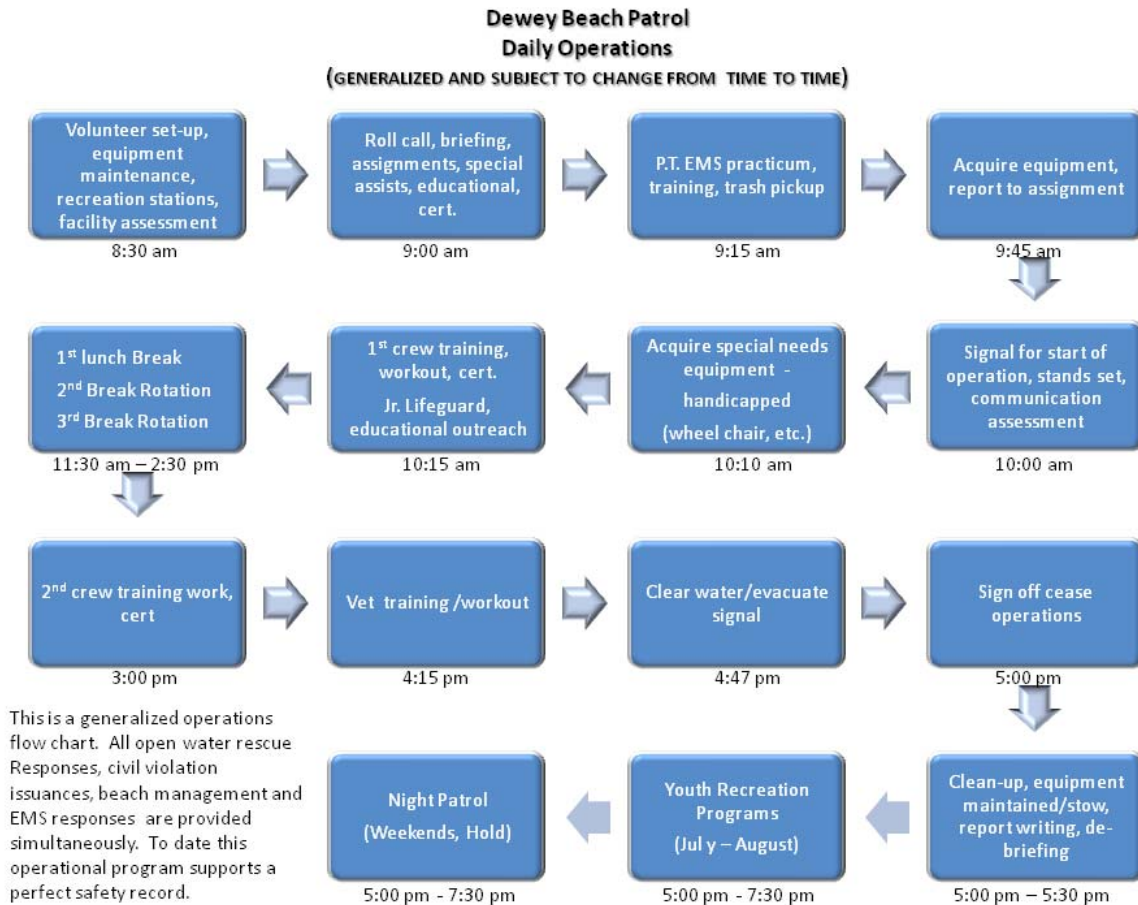 Dewey Beach Patrol
Daily Operations
(GENERALIZED AND SUBJECT TO CHANGE FROM TIME TO TIME)
Volunteer set-up,
equipment
maintenance,
recreation stations,
facility assessment
8:30 am
Roll call, briefing,
assignments, special
assists, educational,
cert.
9:00 am
P.T. EMS practicum,
training, trash pickup
9:15 am
Acquire equipment,
report to assignment
9:45 am
Signal for start of
operation, stands set,
communication
assessment
10:00 am
Acquire special needs
equipment -
handicapped
(wheel chair, etc.)
10:10 am
1st crew training,
workout, cert.
Jr. Lifeguard,
educational outreach
10:15 am
1st lunch Break
2nd Break Rotation
3rd Break Rotation
11:30 am – 2:30 pm
2nd crew training work,
cert
3:00 pm
Vet training /workout
4:15 pm
Clear water/evacuate
signal
4:47 pm
Sign off cease
operations
5:00 pm
Clean-up, equipment
maintained/stow,
report writing, de-
briefing
5:00 pm – 5:30 pm
Youth Recreation
Programs
(Jul y – August)
5:00 pm - 7:30 pm
Night Patrol
(Weekends, Hold)
5:00 pm - 7:30 pm
This is a generalized operations
flow chart. All open water rescue
Responses, civil violation
issuances, beach management and
EMS responses are provided
simultaneously. To date this
operational program supports a
perfect safety record.